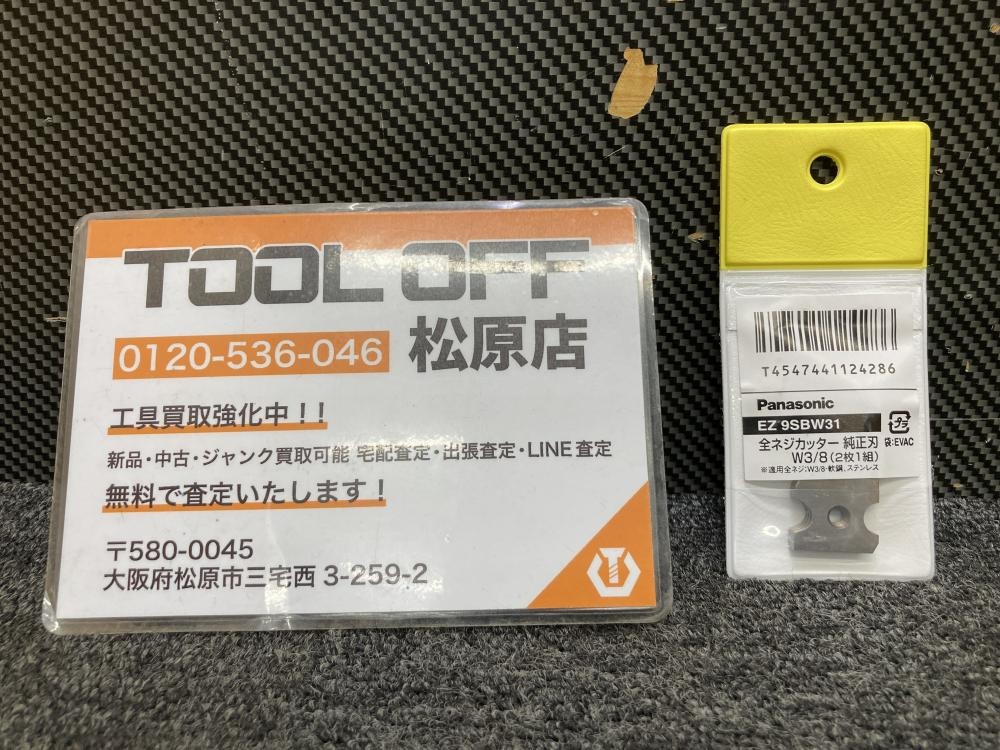 TOOL OFF
0120-536-046 松原店
工具買取強化中！！
新品・中古・ジャンク買取可能 宅配査定・出張査定・LINE査定
無料で査定いたします！
〒580-0045
大阪府松原市三宅西 3-259-2
T4547441124286
Panasonic
EZ 9SBW31
プラ
全ネジカッター 純正刃 袋:EVAC
W3/8(2枚1組)
※適用全ネジ:W3/8・軟鋼、ステンレス